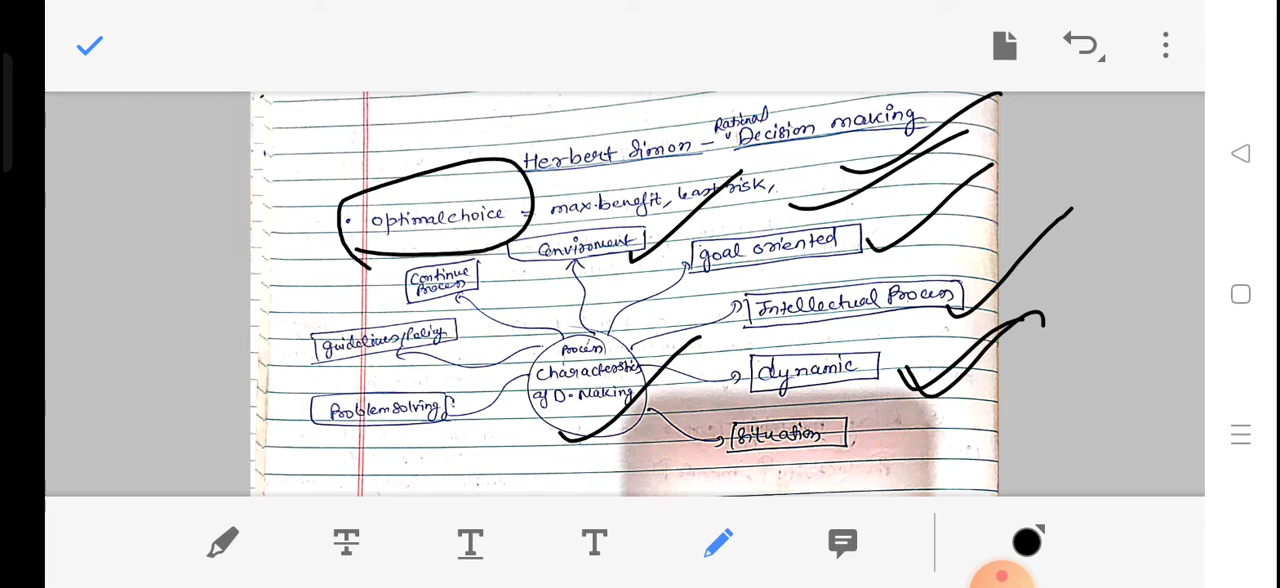 Herbert Simon - Rational Decision making
• Optimal choice - max. benefit, least risk,
Environment
goal oriented
Continue Process
Intellectual Process
guidelines/Policy
Process Characteristics of D. Making
dynamic
Problem solving
Situation
T
T
T